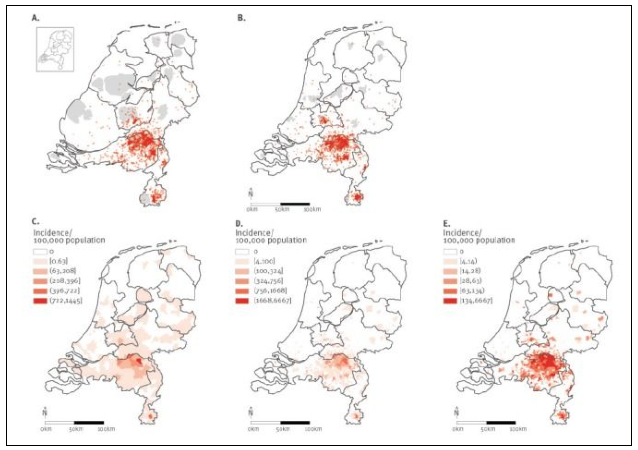 A.
B.
N
0km 50km 100km
C.
Incidence/
100,000 population
0
(0,63]
(63,208]
(208,396]
(396,722]
(722,1445]
N
0km 50km 100km
D.
Incidence/
100,000 population
0
[4,100]
(100,324]
(324,756]
(756,1668]
(1668,6667]
N
0km 50km 100km
E.
Incidence/
100,000 population
0
[4,14]
(14,28]
(28,63]
(63,134]
(134,6667]
N
0km 50km 100km